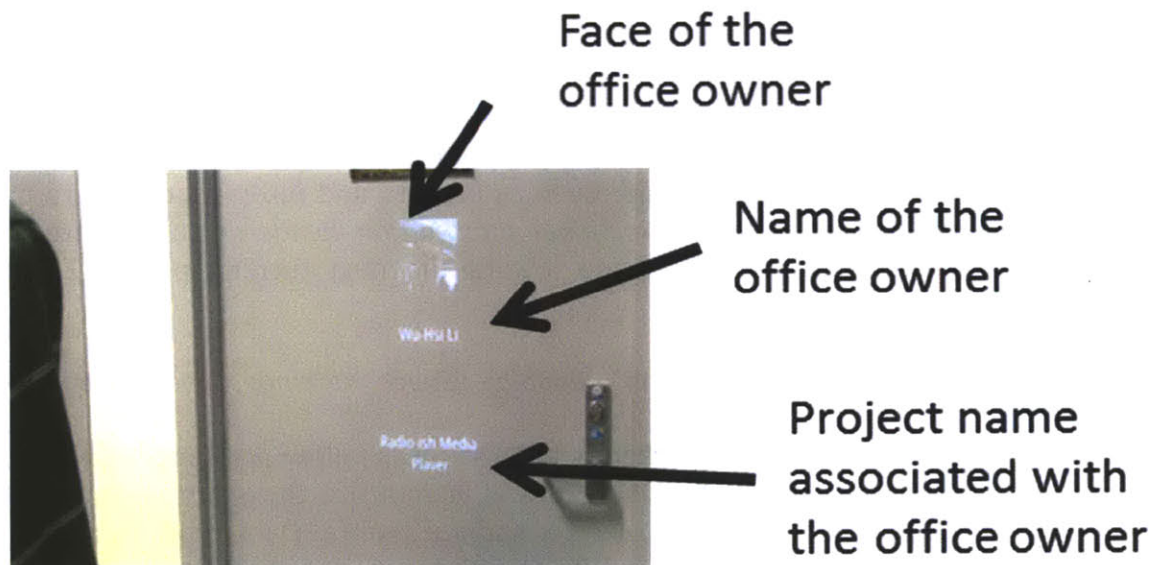 Face of the
office owner
Name of the
office owner
Wu-Hsi Li
Radio-ish Media
Player
Project name
associated with
the office owner